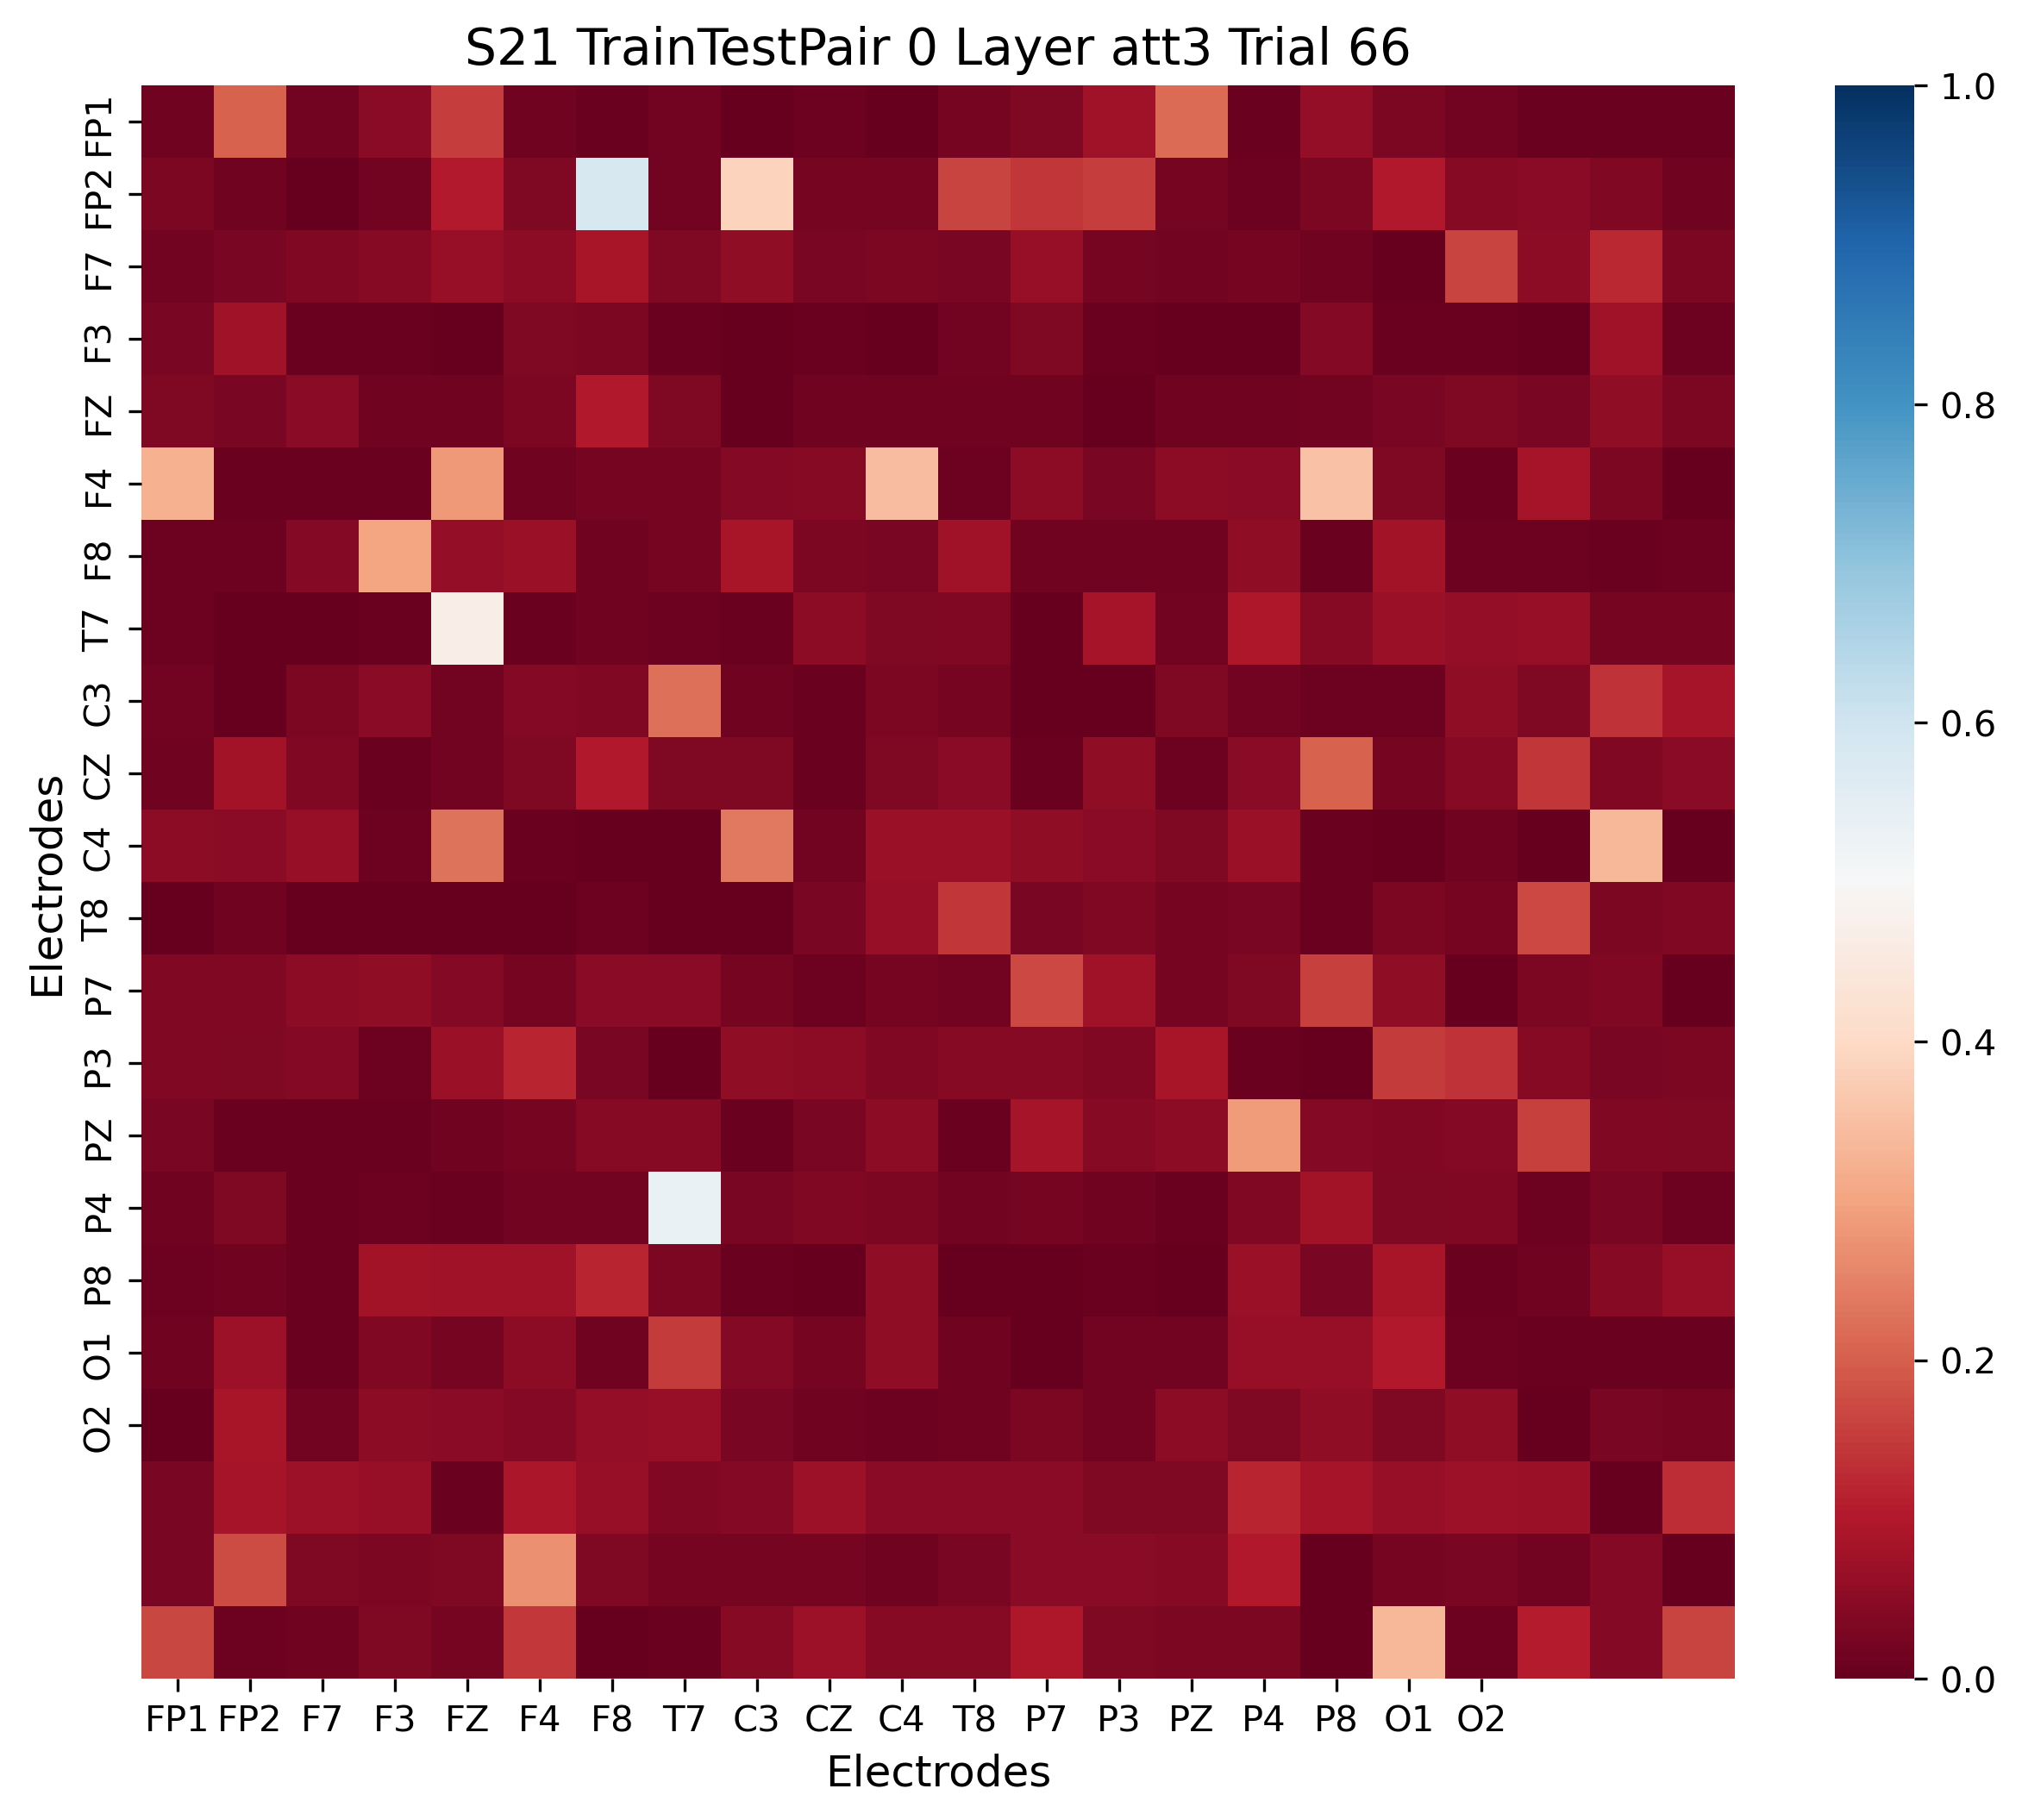 S21 TrainTestPair 0 Layer att3 Trial 66
Electrodes
FP1
FP2
F7
F3
FZ
F4
F8
T7
C3
CZ
C4
T8
P7
P3
PZ
P4
P8
O1
O2
FP1 FP2 F7 F3 FZ F4 F8 T7 C3 CZ C4 T8 P7 P3 PZ P4 P8 O1 O2
Electrodes
1.0
0.8
0.6
0.4
0.2
0.0